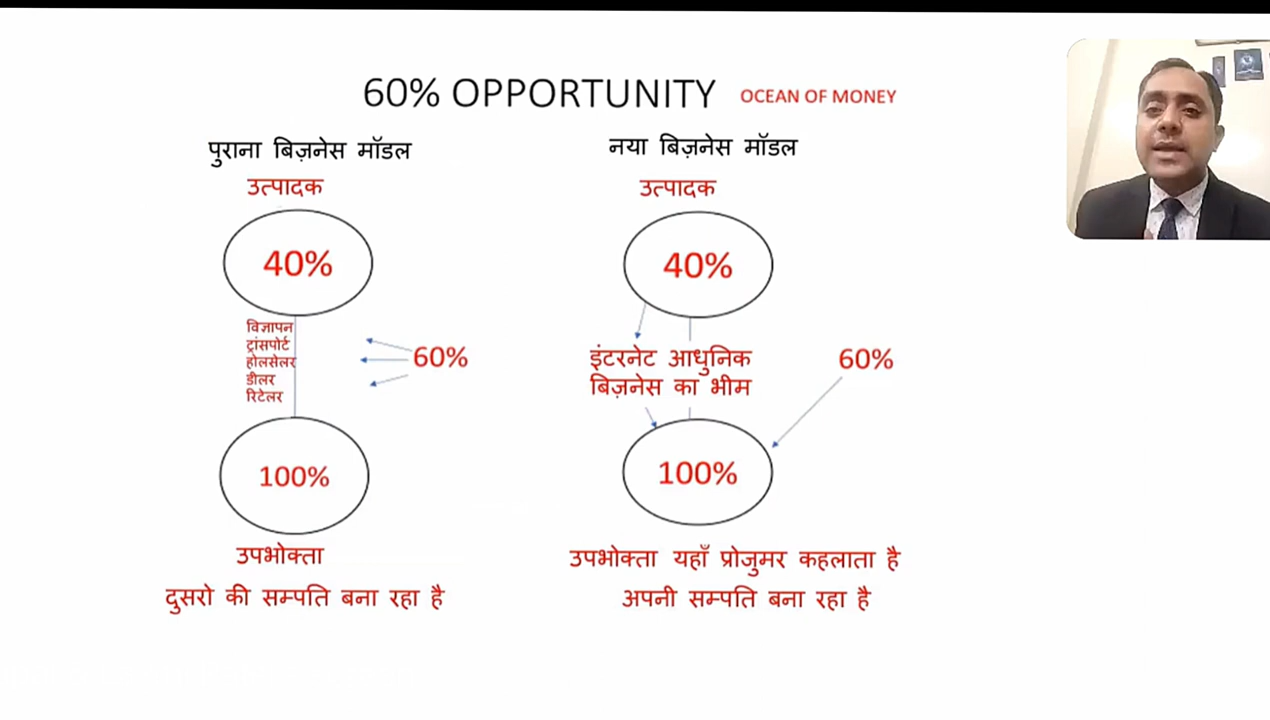 60% OPPORTUNITY OCEAN OF MONEY
पुराना बिज़नेस मॉडल
उत्पादक
40%
विज्ञापन
ट्रांसपोर्ट
होलसेलर
डीलर
रिटेलर
60%
100%
उपभोक्ता
दुसरो की सम्पति बना रहा है
नया बिज़नेस मॉडल
उत्पादक
40%
इंटरनेट आधुनिक
बिज़नेस का भीम
60%
100%
उपभोक्ता यहाँ प्रोजुमर कहलाता है
अपनी सम्पति बना रहा है